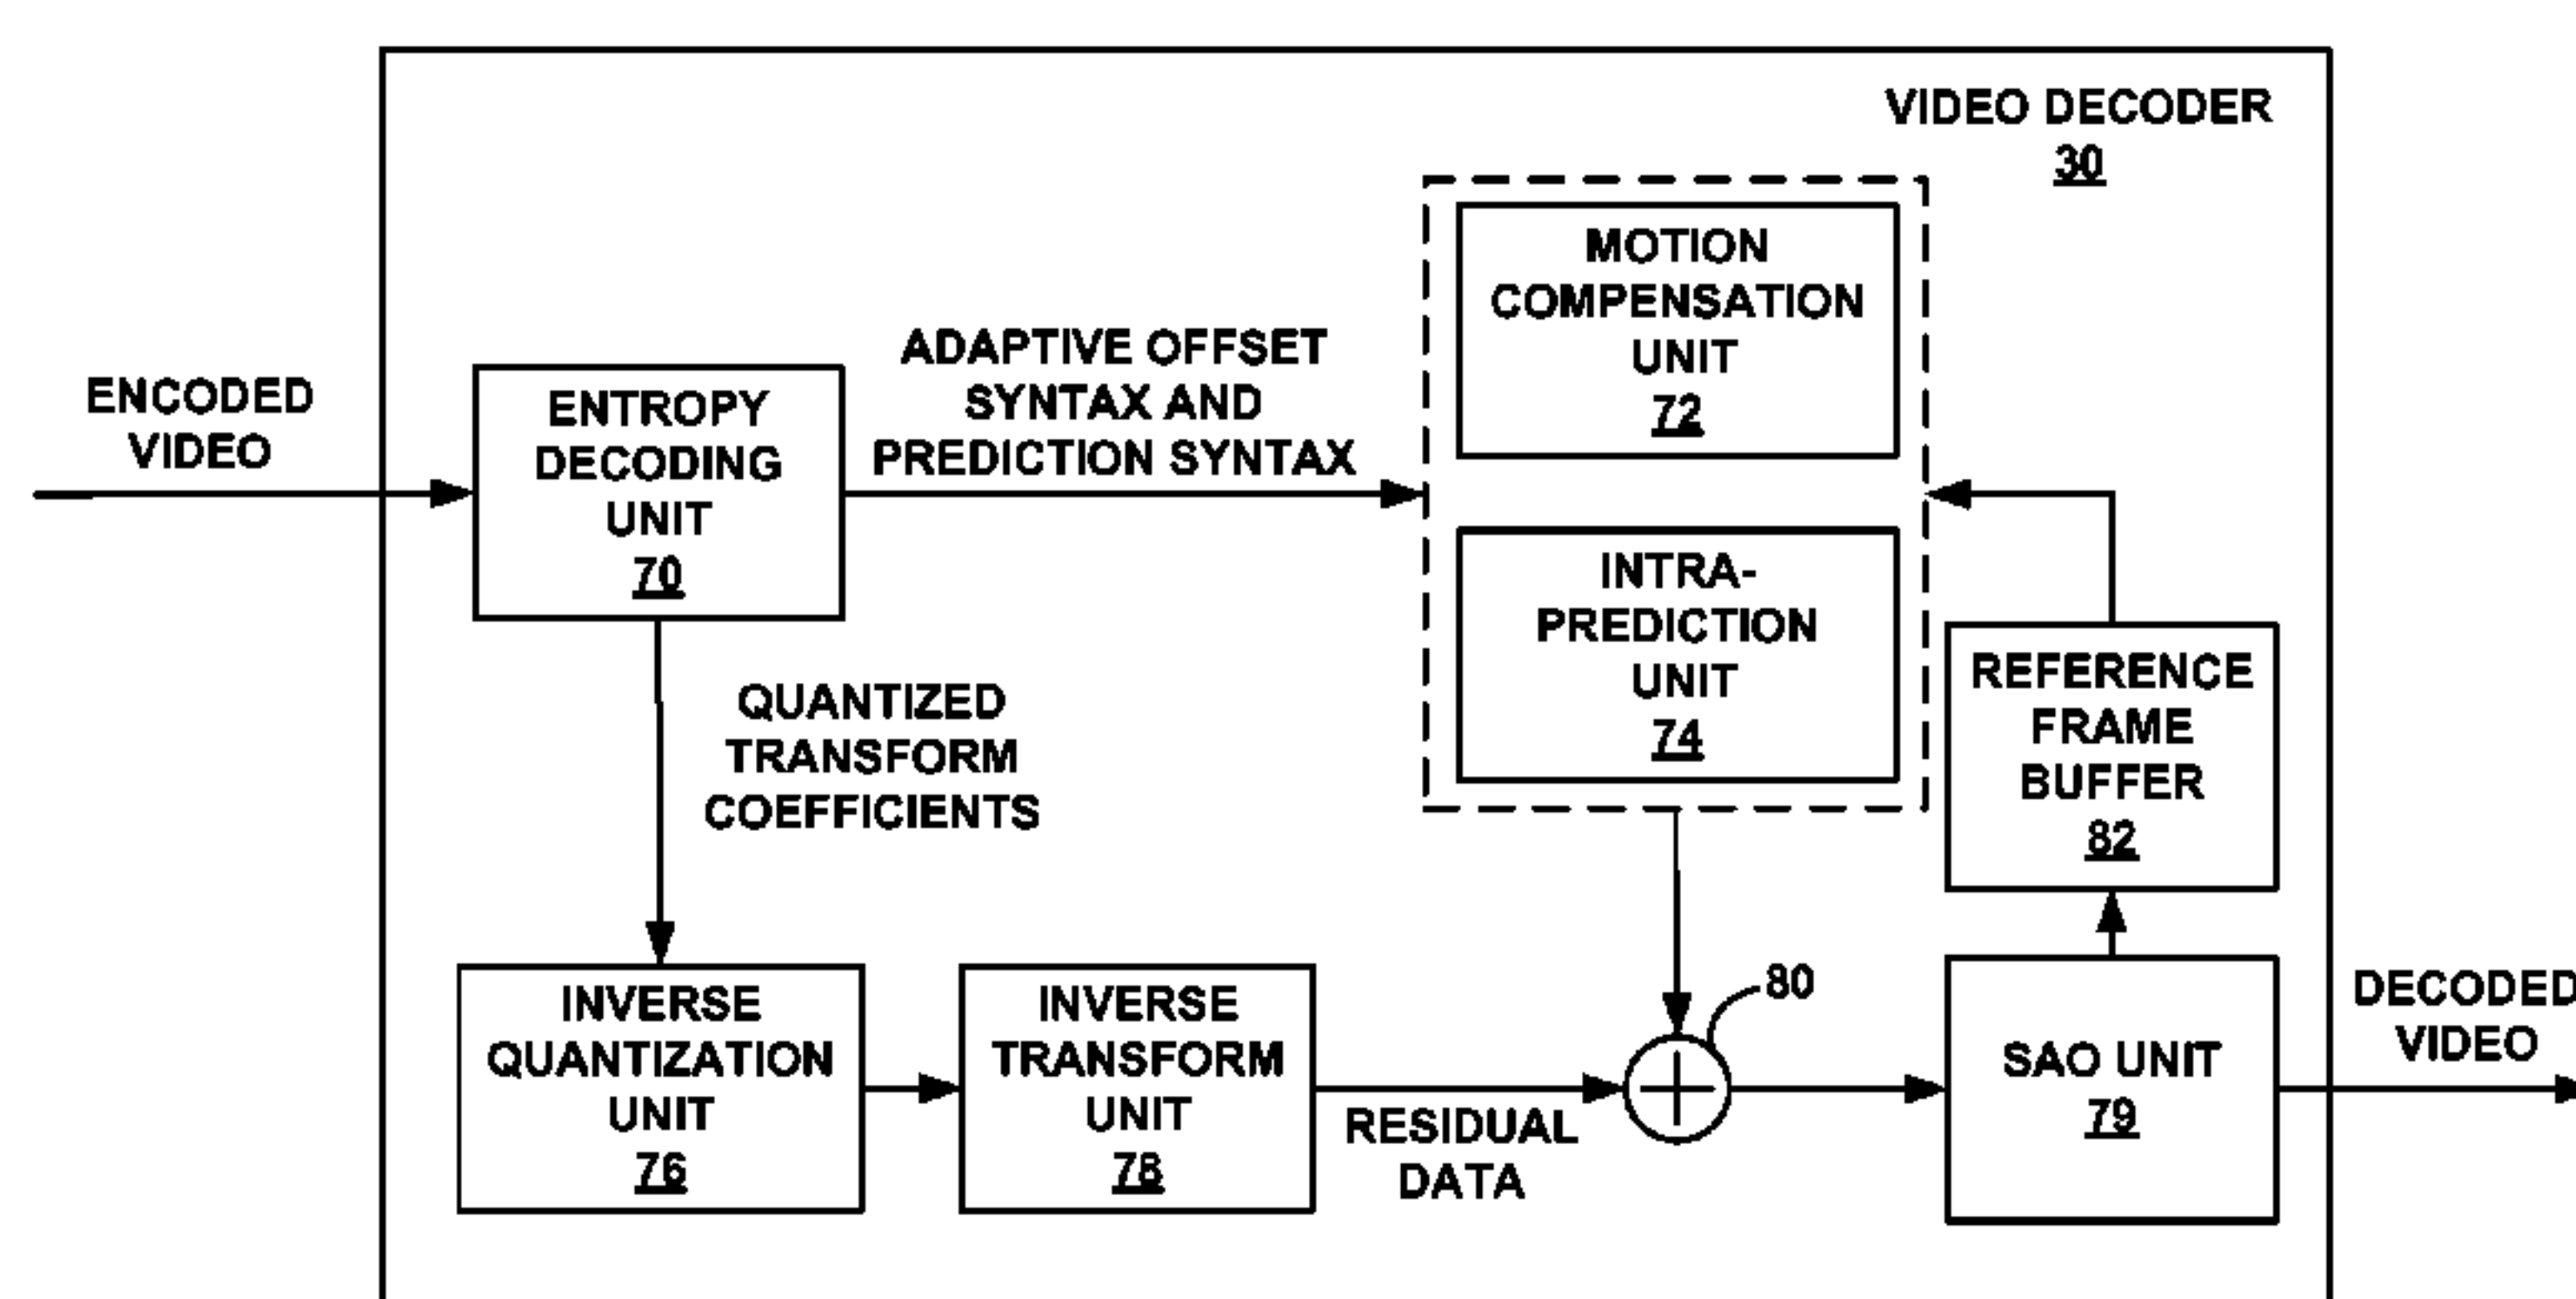 VIDEO DECODER
30
MOTION
COMPENSATION
UNIT
72
ADAPTIVE OFFSET
SYNTAX AND
PREDICTION SYNTAX
ENCODED
VIDEO
ENTROPY
DECODING
UNIT
70
INTRA-
PREDICTION
UNIT
74
REFERENCE
FRAME
BUFFER
82
QUANTIZED
TRANSFORM
COEFFICIENTS
INVERSE
QUANTIZATION
UNIT
76
INVERSE
TRANSFORM
UNIT
78
RESIDUAL
DATA
80
SAO UNIT
79
DECODED
VIDEO